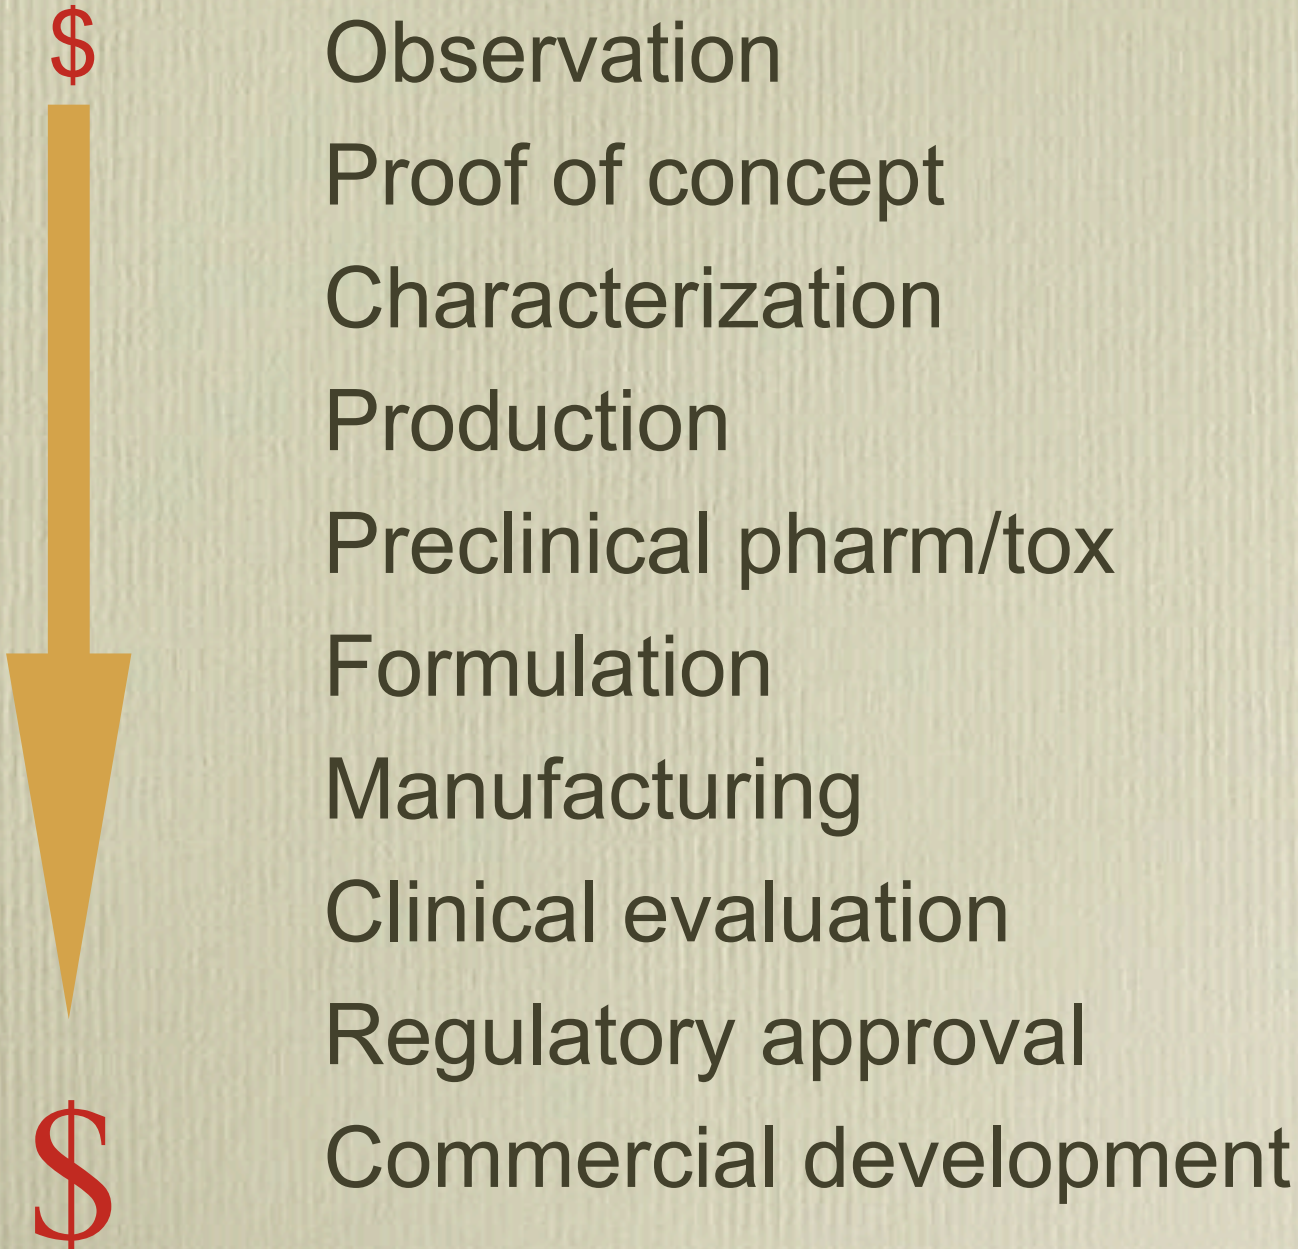 $
Observation
Proof of concept
Characterization
Production
Preclinical pharm/tox
Formulation
Manufacturing
Clinical evaluation
Regulatory approval
Commercial development
$